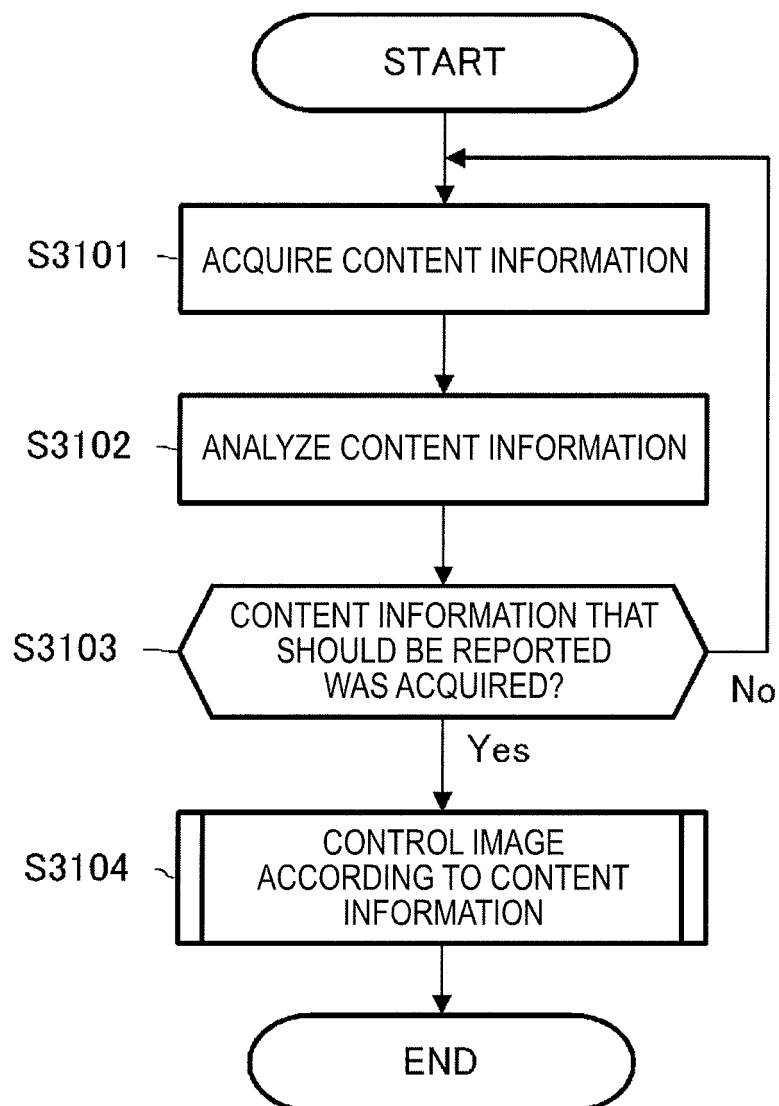 START
S3101
ACQUIRE CONTENT INFORMATION
S3102
ANALYZE CONTENT INFORMATION
S3103
CONTENT INFORMATION THAT
SHOULD BE REPORTED
WAS ACQUIRED?
No
Yes
S3104
CONTROL IMAGE
ACCORDING TO CONTENT
INFORMATION
END